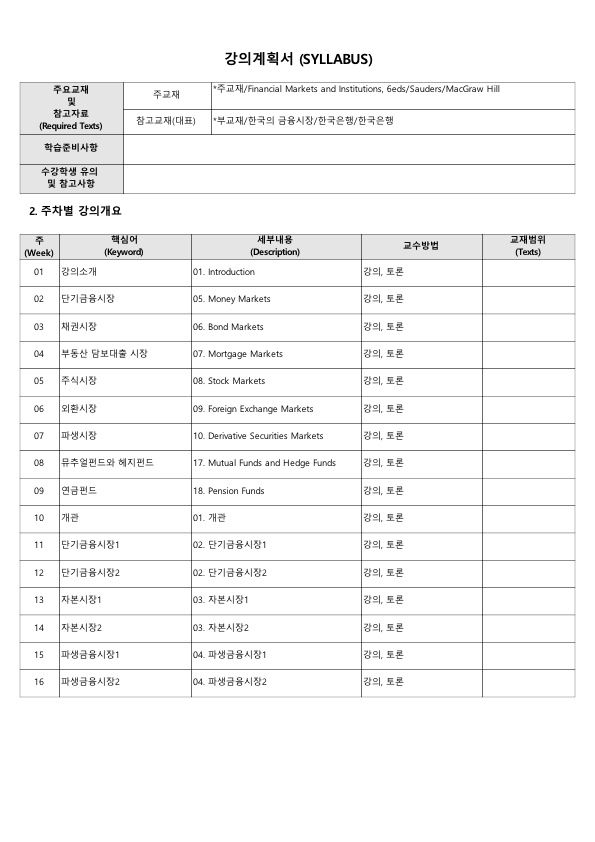 강의계획서 (SYLLABUS)
주요교재
및
참고자료
(Required Texts)
주교재
*주교재/Financial Markets and Institutions, 6eds/Sauders/MacGraw Hill
참고교재(대표)
*부교재/한국의 금융시장/한국은행/한국은행
학습준비사항
수강학생 유의
및 참고사항
2. 주차별 강의개요
주
(Week)
핵심어
(Keyword)
세부내용
(Description)
교수방법
교재범위
(Texts)
01 강의소개 01. Introduction 강의, 토론
02 단기금융시장 05. Money Markets 강의, 토론
03 채권시장 06. Bond Markets 강의, 토론
04 부동산 담보대출 시장 07. Mortgage Markets 강의, 토론
05 주식시장 08. Stock Markets 강의, 토론
06 외환시장 09. Foreign Exchange Markets 강의, 토론
07 파생시장 10. Derivative Securities Markets 강의, 토론
08 뮤추얼펀드와 헤지펀드 17. Mutual Funds and Hedge Funds 강의, 토론
09 연금펀드 18. Pension Funds 강의, 토론
10 개관 01. 개관 강의, 토론
11 단기금융시장1 02. 단기금융시장1 강의, 토론
12 단기금융시장2 02. 단기금융시장2 강의, 토론
13 자본시장1 03. 자본시장1 강의, 토론
14 자본시장2 03. 자본시장2 강의, 토론
15 파생금융시장1 04. 파생금융시장1 강의, 토론
16 파생금융시장2 04. 파생금융시장2 강의, 토론